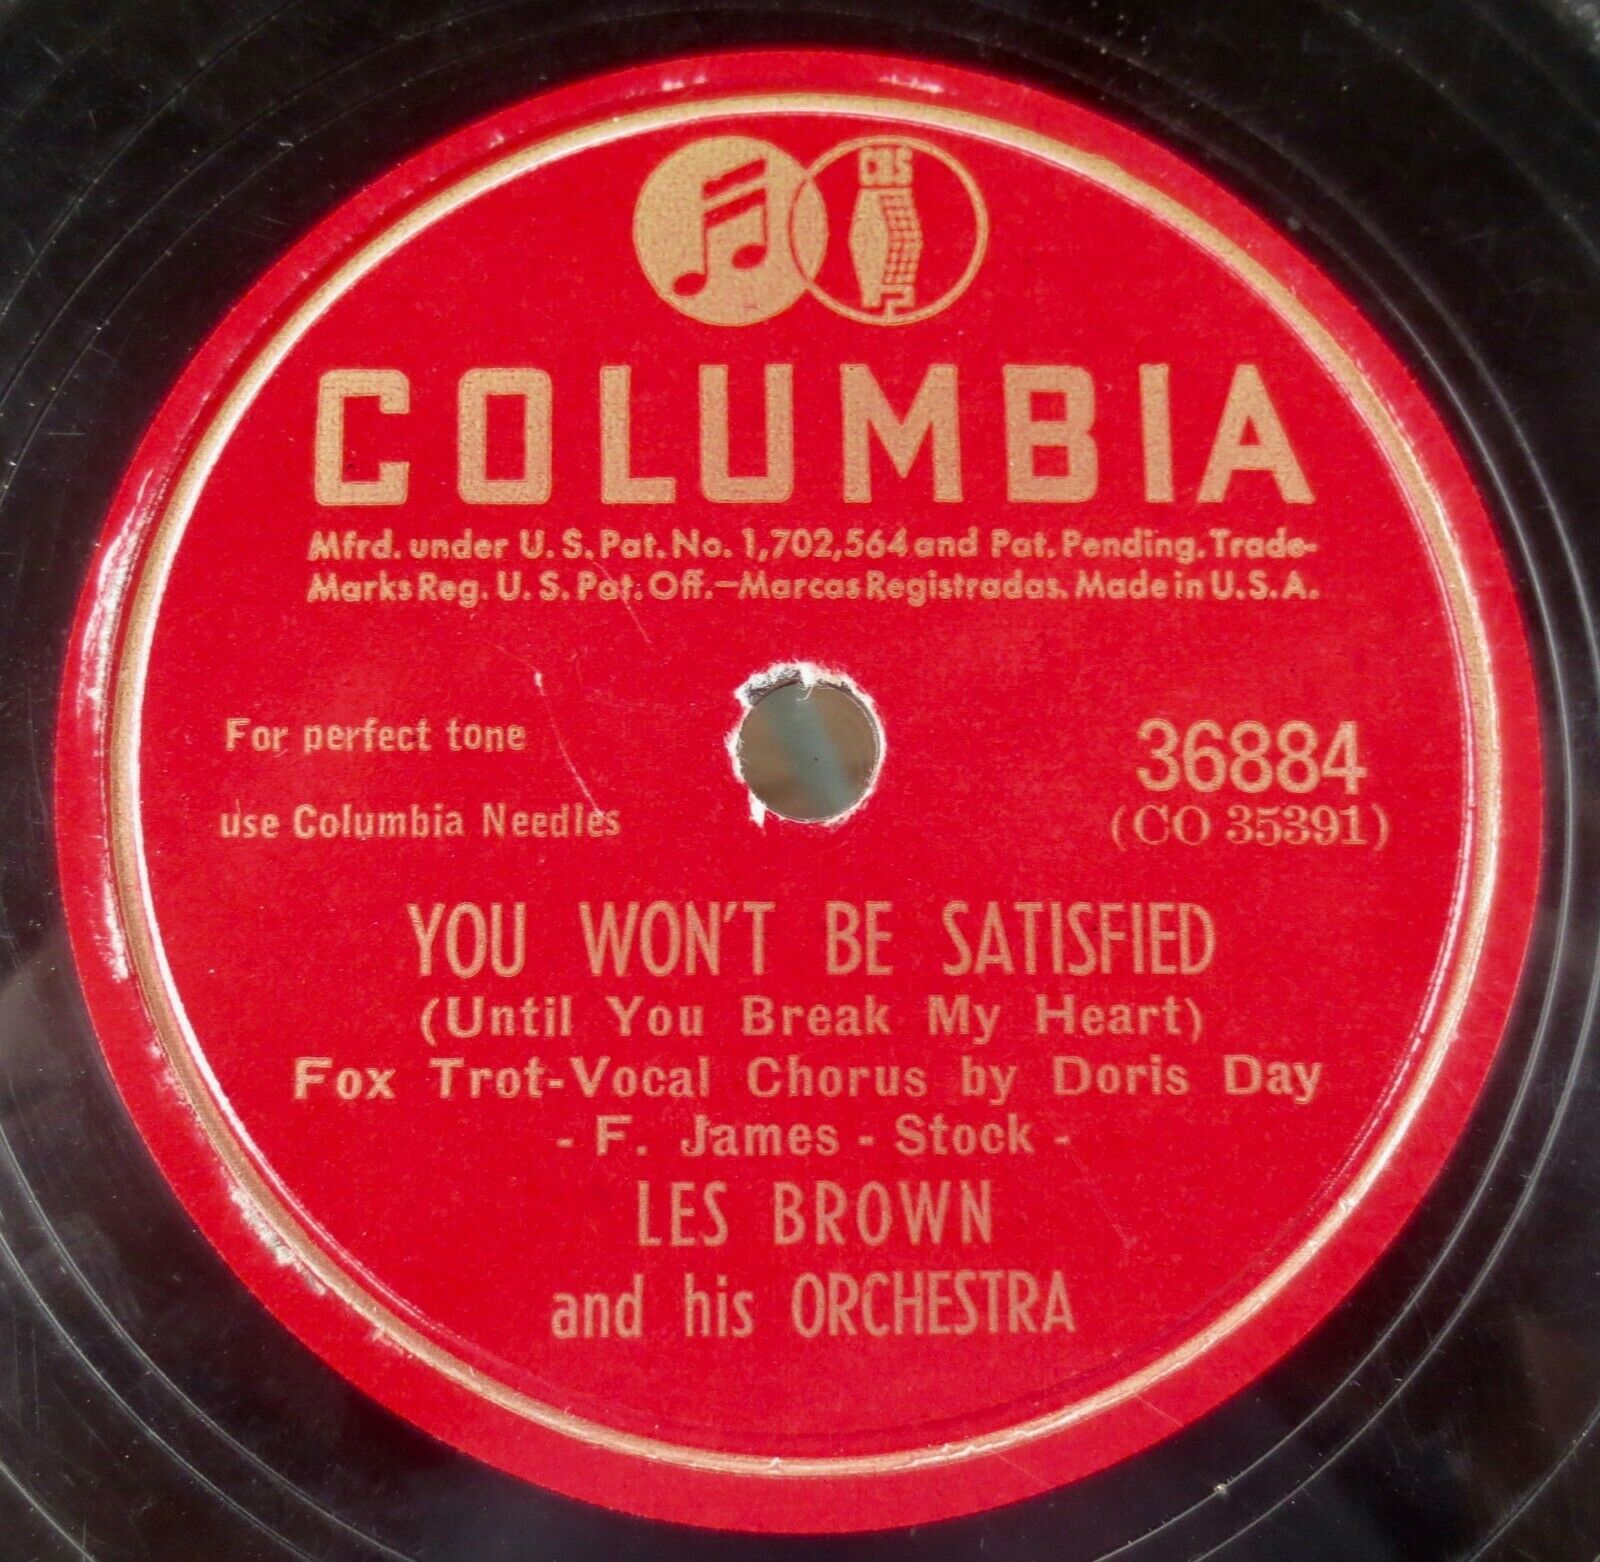 CBS
COLUMBIA
Mfrd. under U.S. Pat. No. 1,702,564 and Pat. Pending. Trade-
Marks Reg. U.S. Pat. Off.—Marcas Registradas. Made in U.S.A.
For perfect tone
use Columbia Needles
36884
(CO 35391)
YOU WON'T BE SATISFIED
(Until You Break My Heart)
Fox Trot-Vocal Chorus by Doris Day
- F. James - Stock -
LES BROWN
and his ORCHESTRA